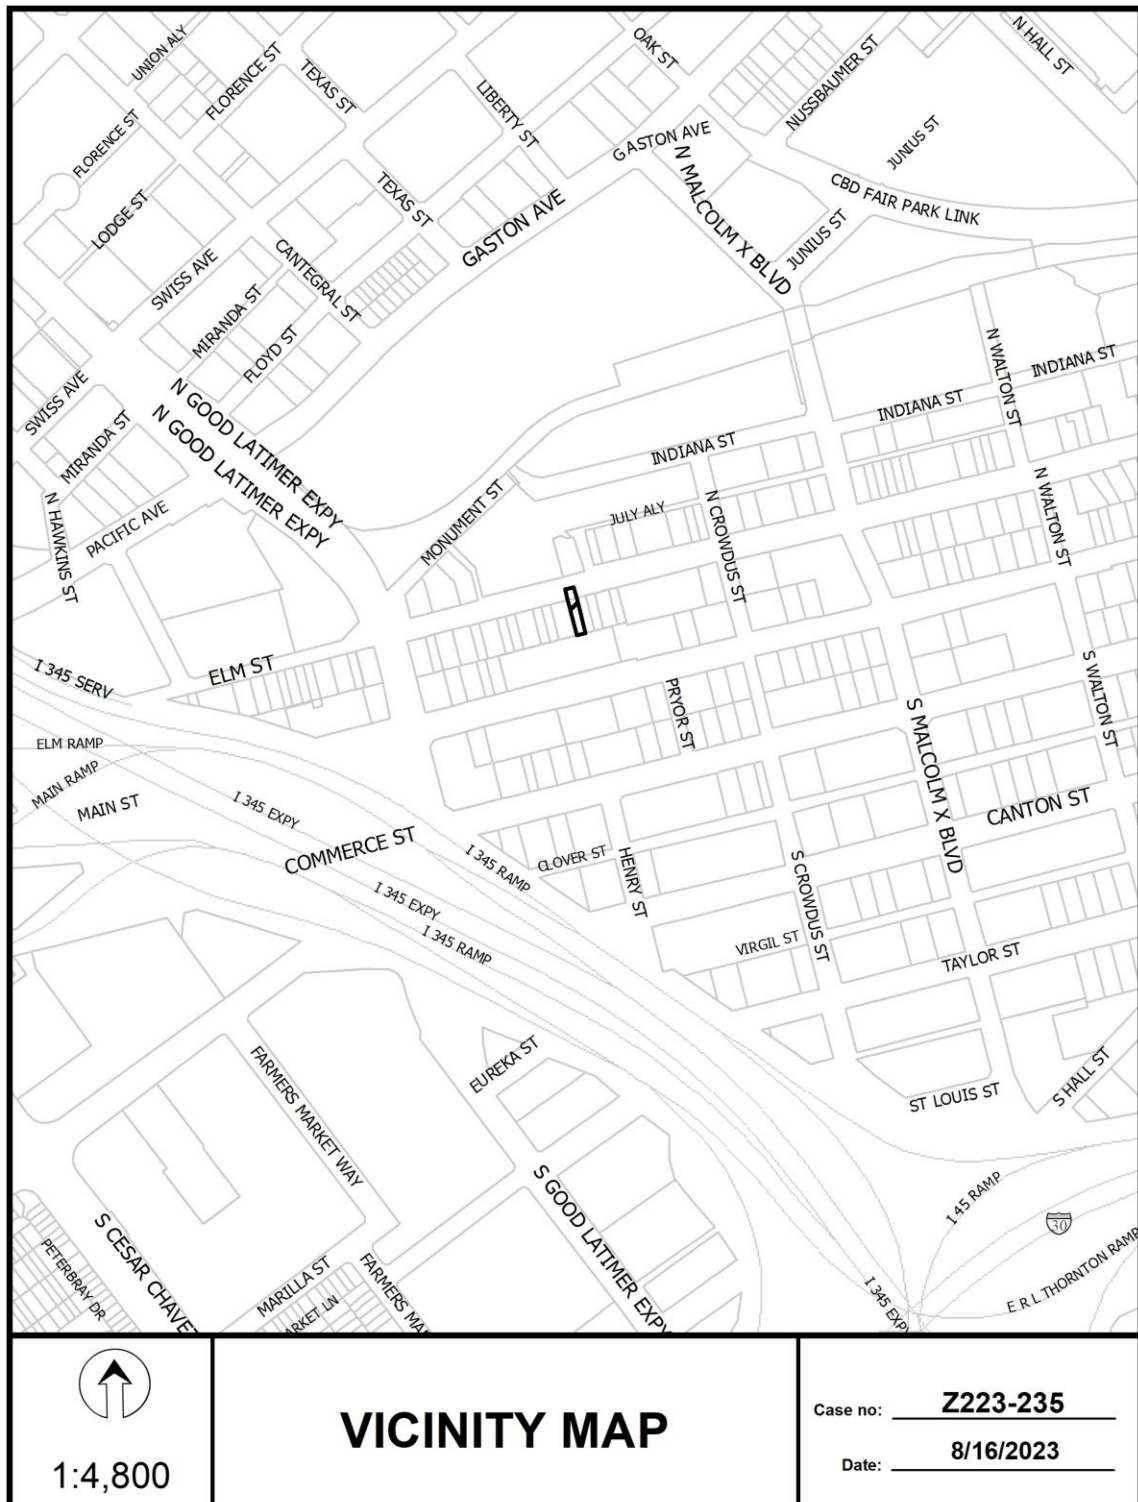 UNION ALY
FLORENCE ST
TEXAS ST
OAK ST
N HALL ST
NUSSBAUMER ST
LIBERTY ST
FLORENCE ST
GASTON AVE
JUNIUS ST
N MALCOLM X BLVD
CBD FAIR PARK LINK
TEXAS ST
LODGE ST
GASTON AVE
JUNIUS ST
SWISS AVE
CANTEGRAL ST
MIRANDA ST
FLOYD ST
N WALTON ST
INDIANA ST
SWISS AVE
N GOOD LATIMER EXPY
N GOOD LATIMER EXPY
INDIANA ST
MIRANDA ST
INDIANA ST
N HAWKINS ST
PACIFIC AVE
MONUMENT ST
JULY ALY
N CROWDUS ST
N WALTON ST
ELM ST
I 345 SERV
PRYOR ST
S WALTON ST
S MALCOLM X BLVD
ELM RAMP
MAIN RAMP
MAIN ST
I 345 EXPY
COMMERCE ST
I 345 RAMP
CLOVER ST
HENRY ST
CANTON ST
S CROWDUS ST
I 345 EXPY
I 345 RAMP
VIRGIL ST
TAYLOR ST
FARMERS MARKET WAY
EUREKA ST
ST LOUIS ST
S HALL ST
S GOOD LATIMER EXPY
I 45 RAMP
30
S CESAR CHAVEZ
PETERBRAY DR
MARILLA ST
ARKET LN
FARMERS MA
I 345 EXPY
E R L THORNTON RAMP
1:4,800
VICINITY MAP
Case no: Z223-235
Date: 8/16/2023